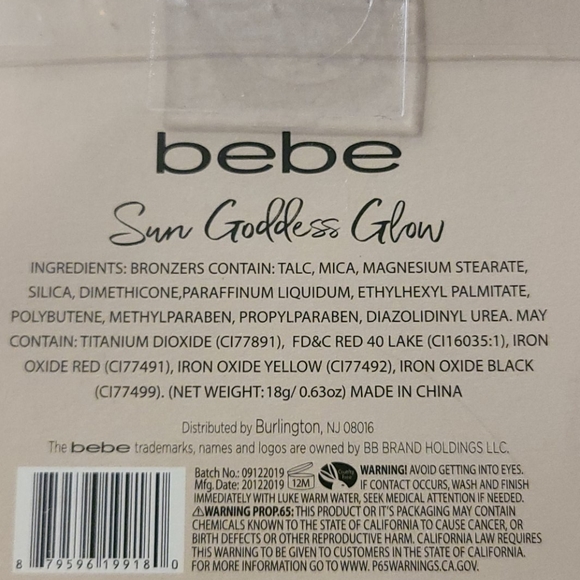 bebe
Sun Goddess Glow
INGREDIENTS: BRONZERS CONTAIN: TALC, MICA, MAGNESIUM STEARATE,
SILICA, DIMETHICONE,PARAFFINUM LIQUIDUM, ETHYLHEXYL PALMITATE,
POLYBUTENE, METHYLPARABEN, PROPYLPARABEN, DIAZOLIDINYL UREA. MAY
CONTAIN: TITANIUM DIOXIDE (CI77891), FD&C RED 40 LAKE (CI16035:1), IRON
OXIDE RED (CI77491), IRON OXIDE YELLOW (CI77492), IRON OXIDE BLACK
(CI77499). (NET WEIGHT: 18g/ 0.63oz) MADE IN CHINA
Distributed by Burlington, NJ 08016
The bebe trademarks, names and logos are owned by BB BRAND HOLDINGS LLC.
Batch No.: 09122019
Mfg. Date: 20122019
12M
Cruelty free
WARNING! AVOID GETTING INTO EYES.
IF CONTACT OCCURS, WASH AND FINISH
IMMEDIATELY WITH LUKE WARM WATER, SEEK MEDICAL ATTENTION IF NEEDED.
⚠WARNING PROP.65: THIS PRODUCT OR IT'S PACKAGING MAY CONTAIN
CHEMICALS KNOWN TO THE STATE OF CALIFORNIA TO CAUSE CANCER, OR
BIRTH DEFECTS OR OTHER REPRODUCTIVE HARM. CALIFORNIA LAW REQUIRES
THIS WARNING TO BE GIVEN TO CUSTOMERS IN THE STATE OF CALIFORNIA.
FOR MORE INFORMATION GO TO WWW. P65WARNINGS.CA.GOV.
8 79596 19918 0